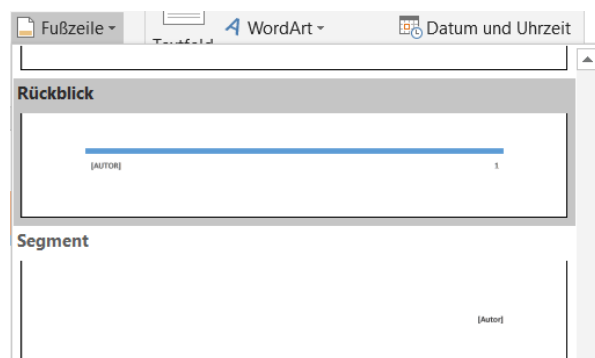 Fußzeile
WordArt
Datum und Uhrzeit
Rückblick
[AUTOR]
1
Segment
[Autor]